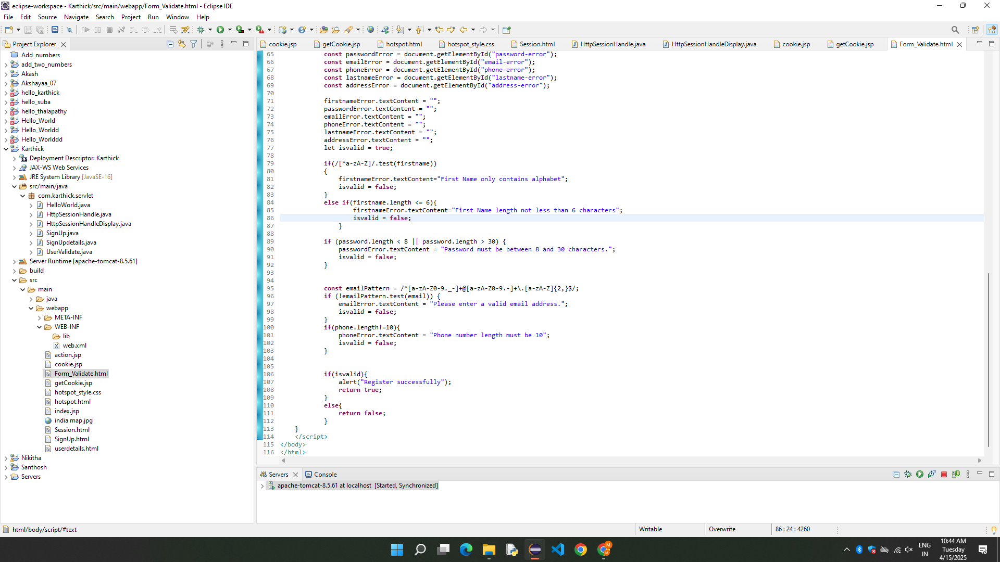 eclipse-workspace - Karthick/src/main/webapp/Form_Validate.html - Eclipse IDE
File Edit Source Navigate Search Project Run Window Help
Project Explorer
cookie.jsp getCookie.jsp hotspot.html hotspot_style.css Session.html HttpSessionHandle.java HttpSessionHandleDisplay.java cookie.jsp getCookie.jsp Form_Validate.html
Add_numbers
add_two_numbers
Akash
Akshayaa_07
hello_karthick
hello_suba
hello_thalapathy
Hello_World
Hello_Worldd
Hello_Worlddd
Karthick
Deployment Descriptor: Karthick
JAX-WS Web Services
JRE System Library [JavaSE-16]
src/main/java
com.karthick.servlet
HelloWorld.java
HttpSessionHandle.java
HttpSessionHandleDisplay.java
SignUp.java
SignUpdetails.java
UserValidate.java
Server Runtime [apache-tomcat-8.5.61]
build
src
main
java
webapp
META-INF
WEB-INF
lib
web.xml
action.jsp
cookie.jsp
Form_Validate.html
getCookie.jsp
hotspot_style.css
hotspot.html
index.jsp
india map.jpg
Session.html
SignUp.html
userdetails.html
Nikitha
Santhosh
Servers
65 const passwordError = document.getElementById("password-error");
66 const emailError = document.getElementById("email-error");
67 const phoneError = document.getElementById("phone-error");
68 const lastnameError = document.getElementById("lastname-error");
69 const addressError = document.getElementById("address-error");
70
71 firstnameError.textContent = "";
72 passwordError.textContent = "";
73 emailError.textContent = "";
74 phoneError.textContent = "";
75 lastnameError.textContent = "";
76 addressError.textContent = "";
77 let isvalid = true;
78
79 if(/[^a-zA-Z]/.test(firstname))
80 {
81 firstnameError.textContent="First Name only contains alphabet";
82 isvalid = false;
83 }
84 else if(firstname.length <= 6){
85 firstnameError.textContent="First Name length not less than 6 characters";
86 isvalid = false;
87 }
88
89 if (password.length < 8 || password.length > 30) {
90 passwordError.textContent = "Password must be between 8 and 30 characters.";
91 isvalid = false;
92 }
93
94
95 const emailPattern = /^[a-zA-Z0-9._-]+@[a-zA-Z0-9.-]+\.[a-zA-Z]{2,}$/;
96 if (!emailPattern.test(email)) {
97 emailError.textContent = "Please enter a valid email address.";
98 isvalid = false;
99 }
100 if(phone.length!=10){
101 phoneError.textContent = "Phone number length must be 10";
102 isvalid = false;
103 }
104
105
106 if(isvalid){
107 alert("Register successfully");
108 return true;
109 }
110 else{
111 return false;
112 }
113 }
114 </script>
115 </body>
116 </html>
Servers Console
apache-tomcat-8.5.61 at localhost [Started, Synchronized]
html/body/script/#text Writable Overwrite 86 : 24 : 4260
ENG
IN
10:44 AM
Tuesday
4/15/2025